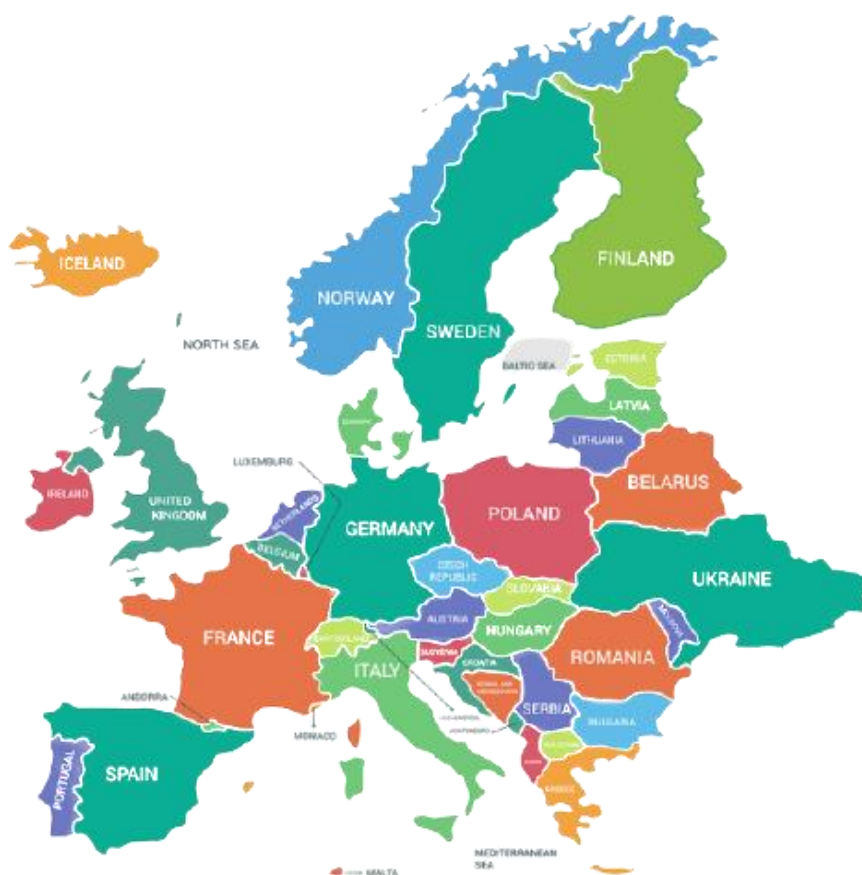 ICELAND
FINLAND
NORWAY
SWEDEN
NORTH SEA
BALTIC SEA
ESTONIA
LATVIA
LITHUANIA
LUXEMBURG
BELARUS
IRELAND
UNITED
KINGDOM
NETHERLANDS
GERMANY
POLAND
BELGIUM
CZECH
REPUBLIC
UKRAINE
SLOVAKIA
AUSTRIA
HUNGARY
MOLDOVA
FRANCE
SWITZERLAND
SLOVENIA
ITALY
CROATIA
ROMANIA
BOSNIA AND
HERZEGOVINA
ANDORRA
SERBIA
MONACO
MONTENEGRO
BULGARIA
PORTUGAL
SPAIN
GREECE
MEDITERRANEAN
SEA
MALTA